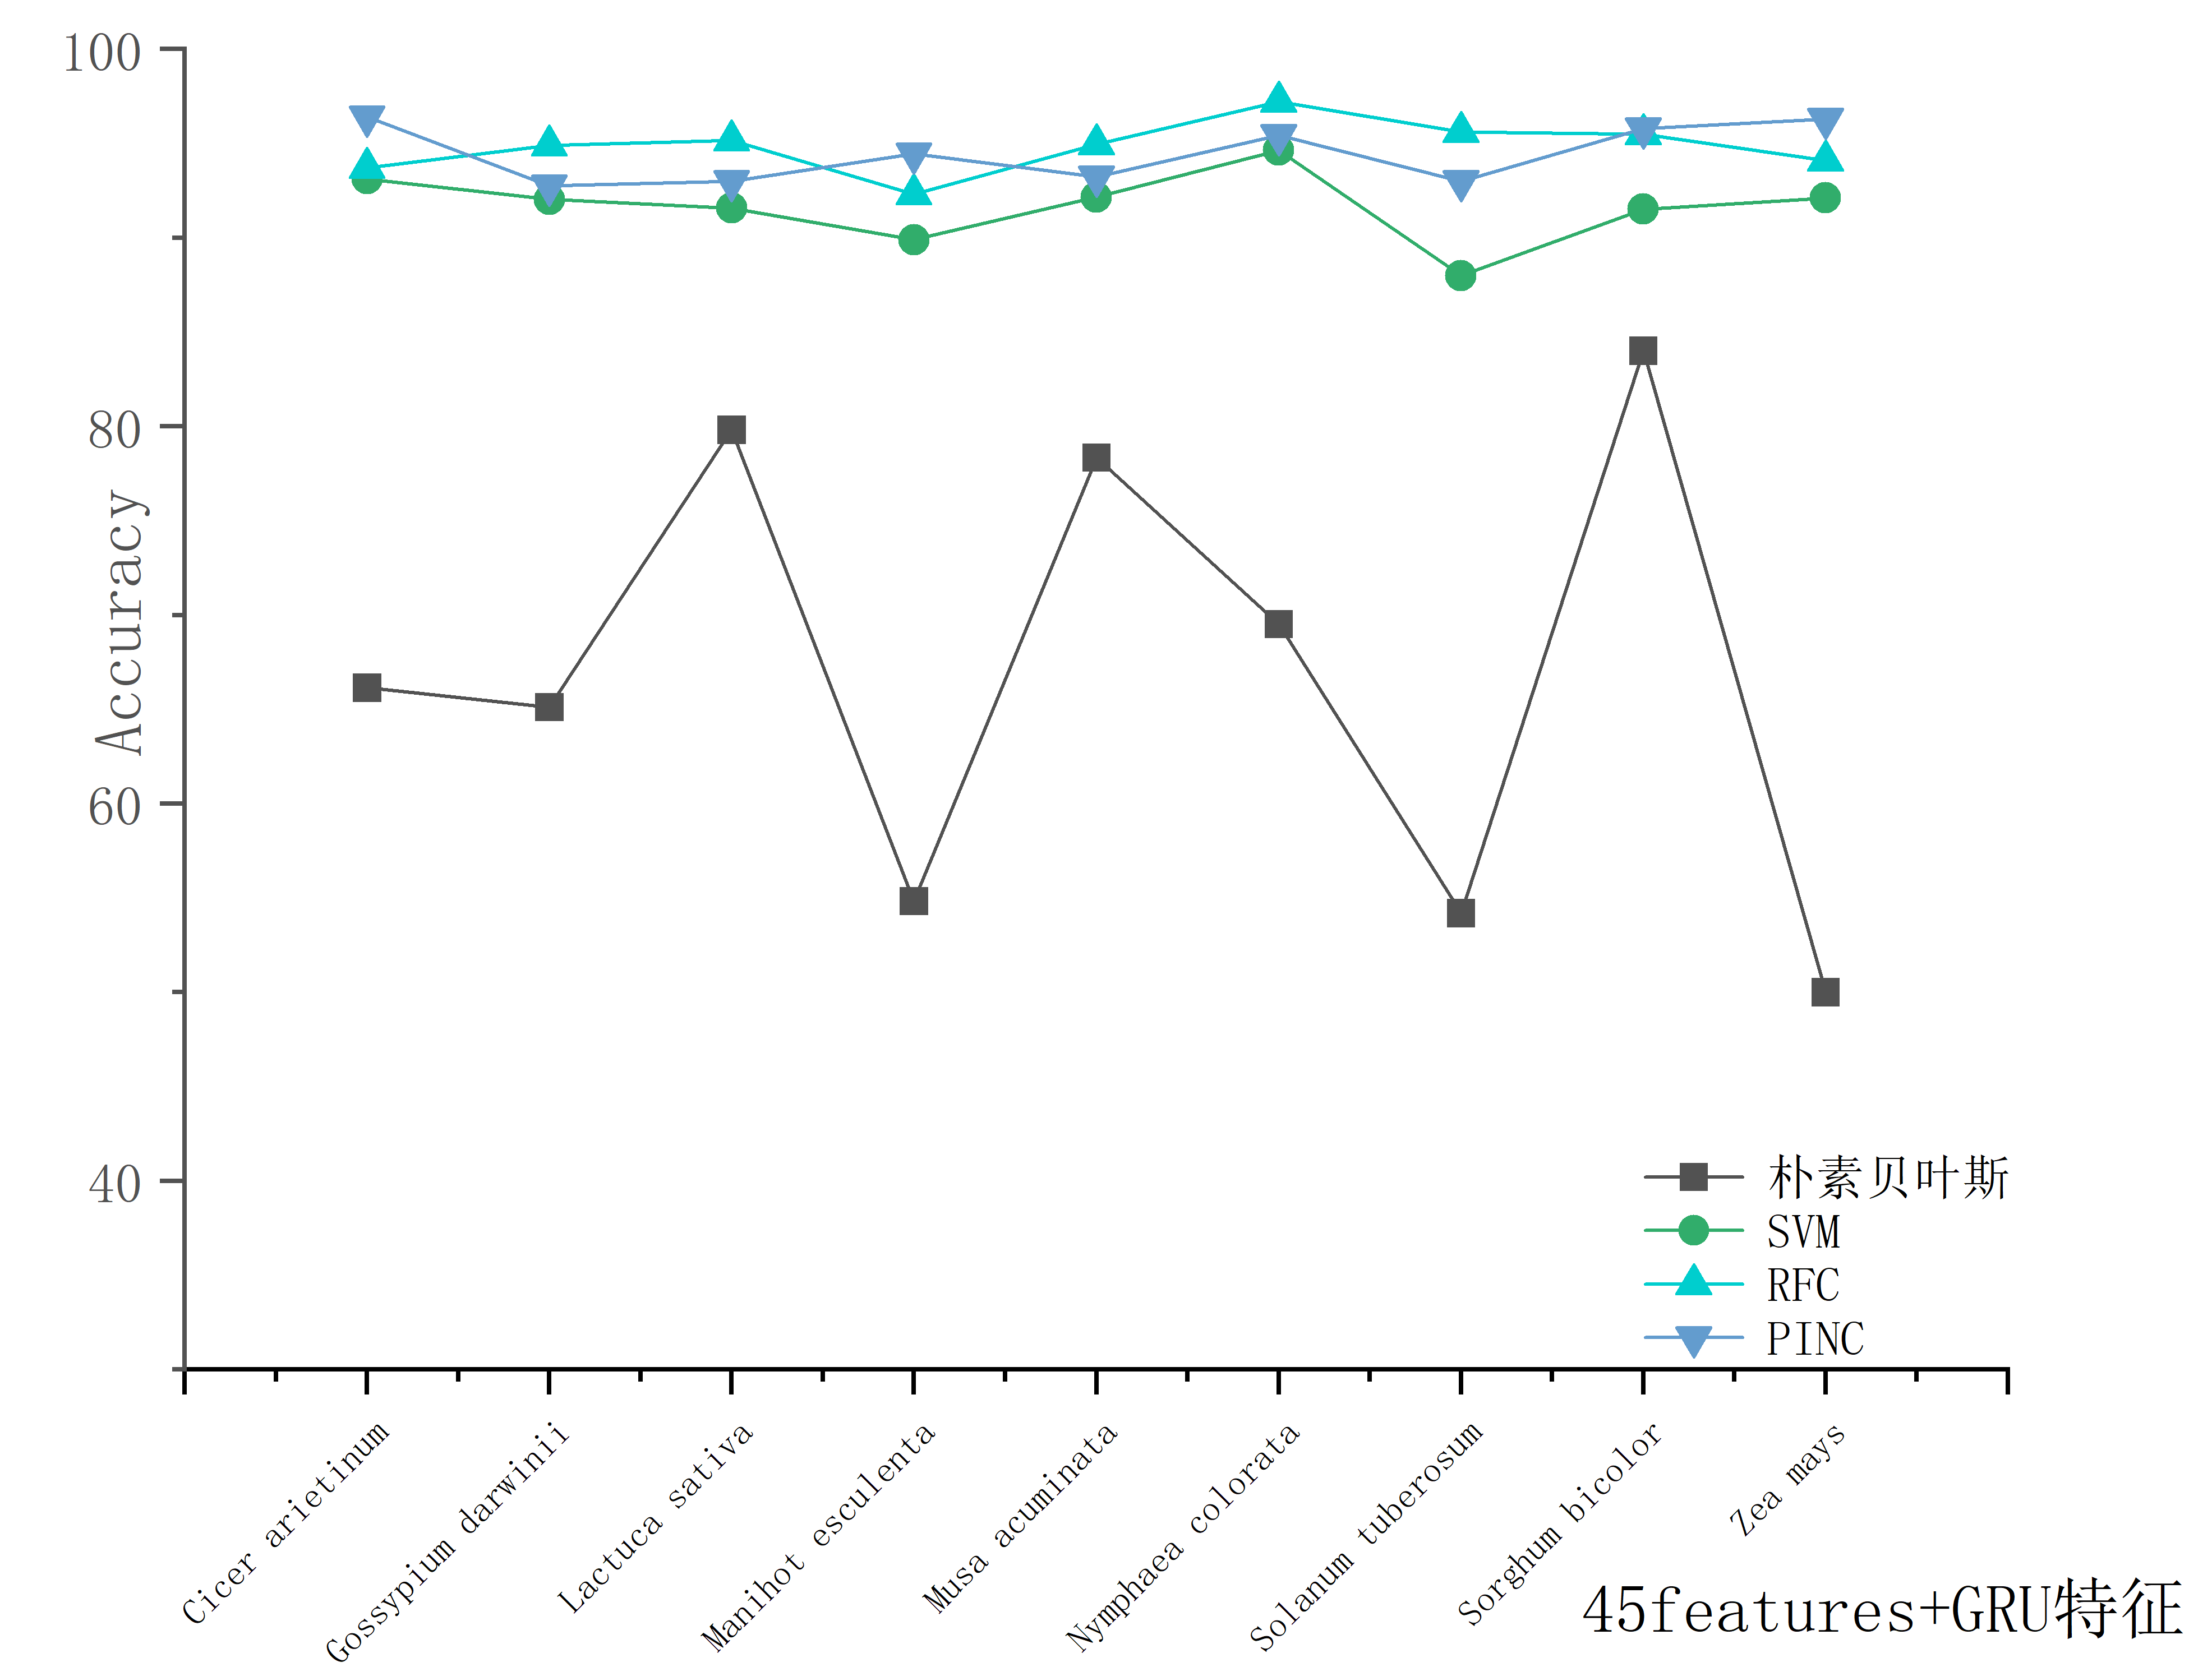 100
80
60
40
Accuracy
朴素贝叶斯
SVM
RFC
PINC
Cicer arietinum
Gossypium darwinii
Lactuca sativa
Manihot esculenta
Musa acuminata
Nymphaea colorata
Solanum tuberosum
Sorghum bicolor
Zea mays
45features+GRU特征